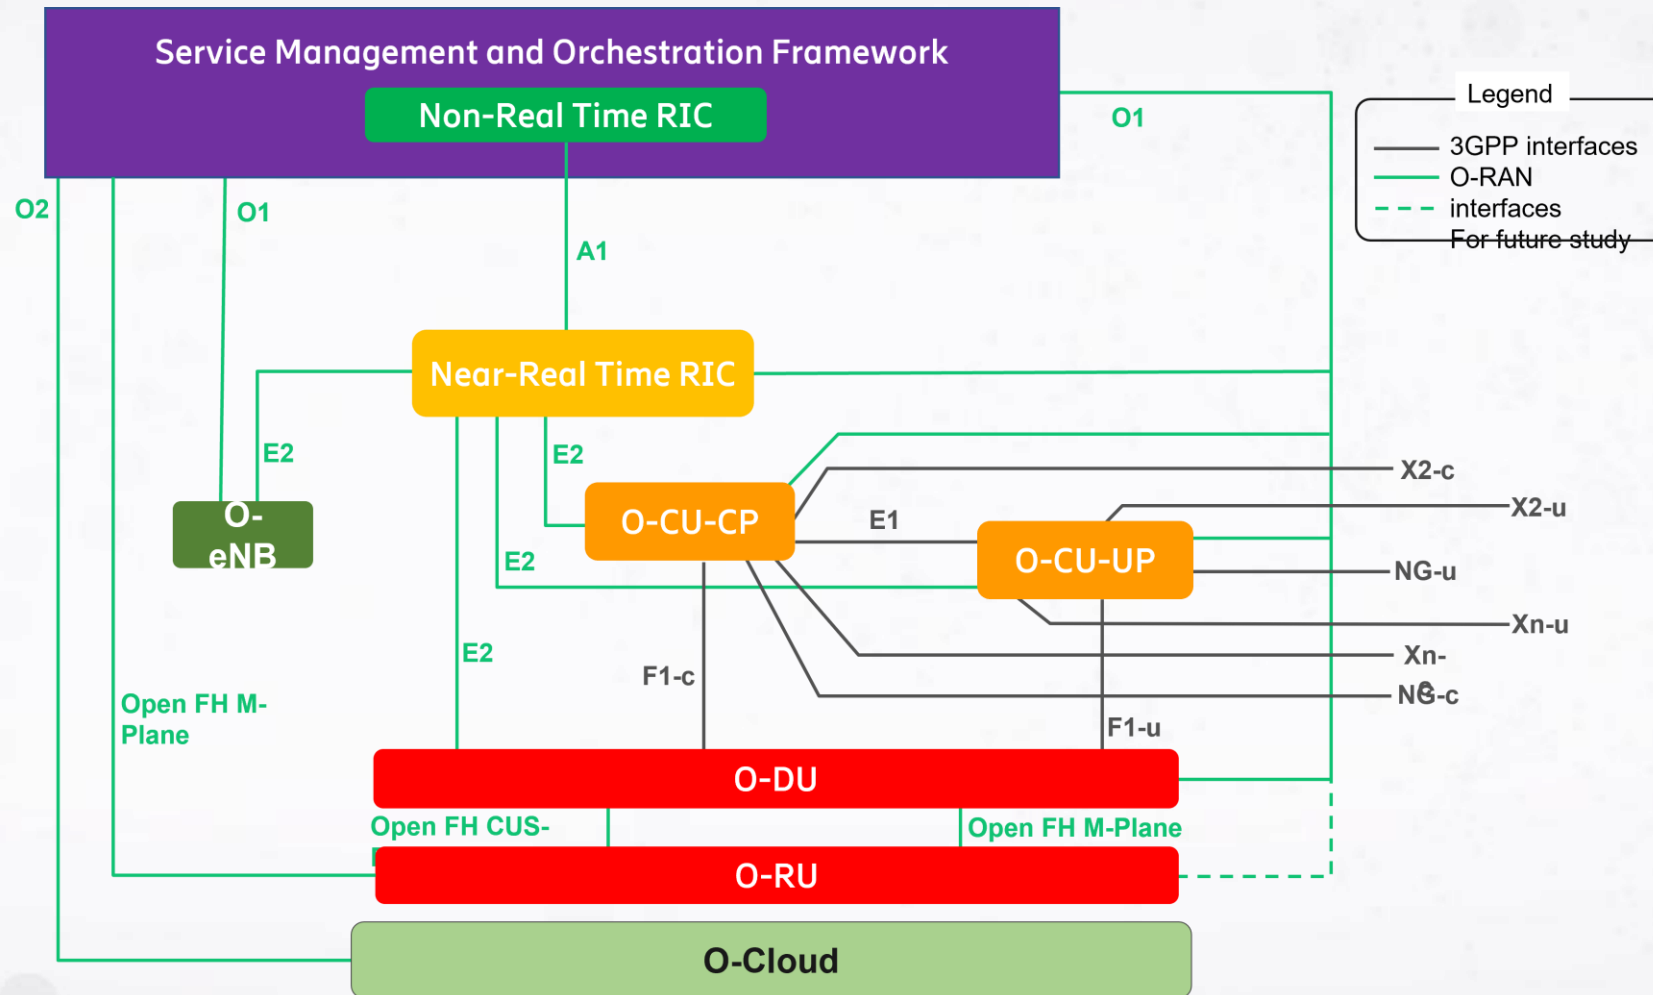 Service Management and Orchestration Framework
Non-Real Time RIC
O1
Legend
3GPP interfaces
O-RAN
interfaces
For future study
O2
O1
A1
Near-Real Time RIC
E2
E2
X2-c
O-CU-CP
E1
X2-u
O-
eNB
E2
O-CU-UP
NG-u
Xn-u
E2
F1-c
Xn-
NG-c
Open FH M-
Plane
F1-u
O-DU
Open FH CUS-
Open FH M-Plane
O-RU
O-Cloud